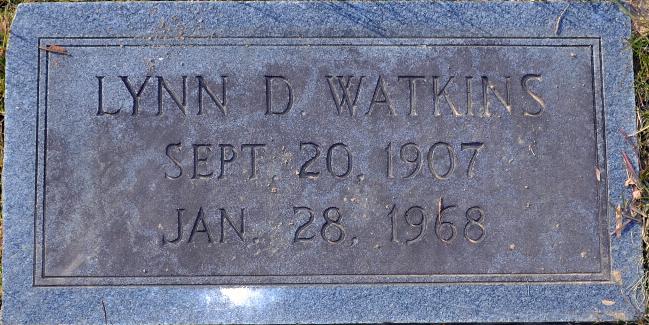 LYNN D. WATKINS
SEPT. 20, 1907
JAN. 28, 1968